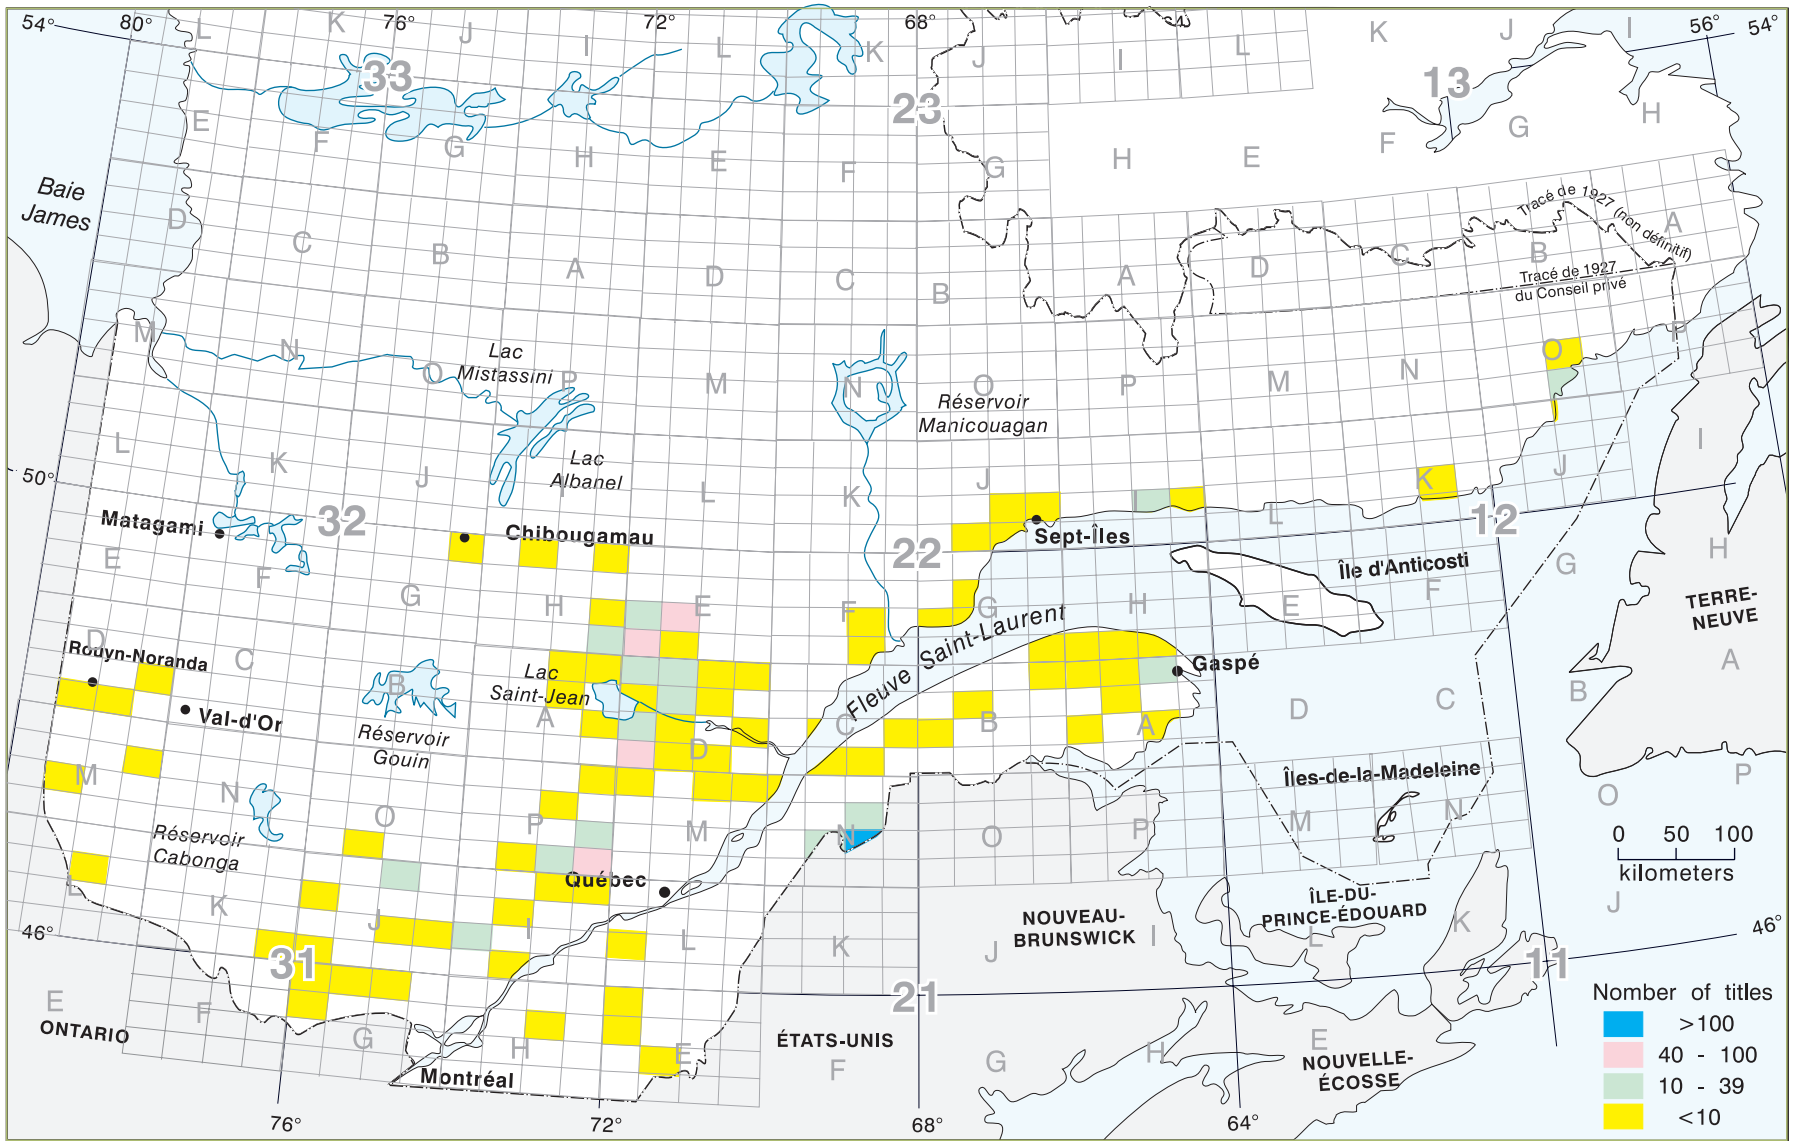 54°
80°
76°
72°
68°
56°
54°
L
K
J
I
L
K
J
I
L
K
J
I
33
23
13
E
F
G
H
E
F
G
H
E
F
G
H
Baie
James
D
C
B
A
D
C
B
A
D
C
B
A
Tracé de 1927 (non définitif)
Tracé de 1927
du Conseil privé
M
N
O
P
M
N
O
P
M
N
O
P
Lac
Mistassini
Réservoir
Manicouagan
L
K
J
I
L
K
J
L
K
J
I
Lac
Albanel
50°
Matagami
32
Chibougamau
22
Sept-Îles
12
E
F
G
H
E
F
G
H
E
F
G
H
Île d'Anticosti
Fleuve Saint-Laurent
TERRE-
NEUVE
D
C
B
A
D
C
B
A
D
C
B
A
Rouyn-Noranda
Val-d'Or
Lac
Saint-Jean
Gaspé
Réservoir
Gouin
M
N
O
P
M
N
O
P
M
N
O
P
Îles-de-la-Madeleine
Réservoir
Cabonga
0 50 100
kilometers
Québec
L
K
J
I
L
K
J
I
L
K
J
46°
46°
NOUVEAU-
BRUNSWICK
ÎLE-DU-
PRINCE-ÉDOUARD
31
21
11
E
F
G
H
E
F
G
H
E
ONTARIO
Montréal
ÉTATS-UNIS
NOUVELLE-
ÉCOSSE
Nomber of titles
>100
40 - 100
10 - 39
<10
76°
72°
68°
64°